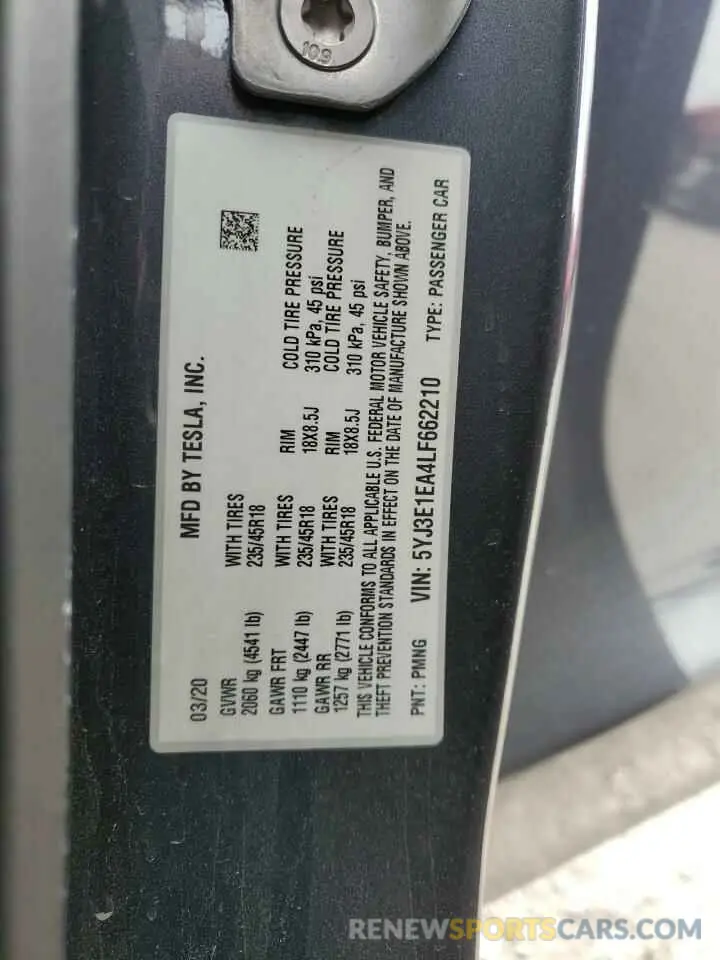 10.9
MFD BY TESLA, INC.
03/20
GVWR WITH TIRES
2060 kg (4541 lb) 235/45R18
GAWR FRT WITH TIRES RIM COLD TIRE PRESSURE
1110 kg (2447 lb) 235/45R18 18X8.5J 310 kPa, 45 psi
GAWR RR WITH TIRES RIM COLD TIRE PRESSURE
1257 kg (2771 lb) 235/45R18 18X8.5J 310 kPa, 45 psi
THIS VEHICLE CONFORMS TO ALL APPLICABLE U.S. FEDERAL MOTOR VEHICLE SAFETY, BUMPER, AND
THEFT PREVENTION STANDARDS IN EFFECT ON THE DATE OF MANUFACTURE SHOWN ABOVE.
PNT: PMNG VIN: 5YJ3E1EA4LF662210 TYPE: PASSENGER CAR
RENEWSPORTSCARS.COM